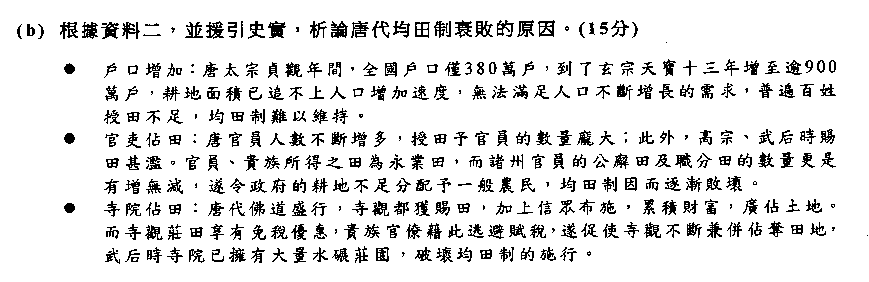 (b) 根據資料二，並援引史實，析論唐代均田制衰敗的原因。(15分)
● 戶口增加：唐太宗貞觀年間，全國戶口僅380萬戶，到了玄宗天寶十三年增至逾900
萬戶，耕地面積已追不上人口增加速度，無法滿足人口不斷增長的需求，普遍百姓
授田不足，均田制難以維持。
● 官吏佔田：唐官員人數不斷增多，授田予官員的數量龐大；此外，高宗、武后時賜
田甚濫。官員、貴族所得之田為永業田，而諸州官員的公廨田及職分田的數量更是
有增無減，遂令政府的耕地不足分配予一般農民，均田制因而逐漸敗壞。
● 寺院佔田：唐代佛道盛行，寺觀都獲賜田，加上信眾布施，累積財富，廣佔土地。
而寺觀莊田享有免稅優惠，貴族官僚藉此逃避賦稅，遂促使寺觀不斷兼併佔奪田地，
武后時寺院已擁有大量水碾莊園，破壞均田制的施行。